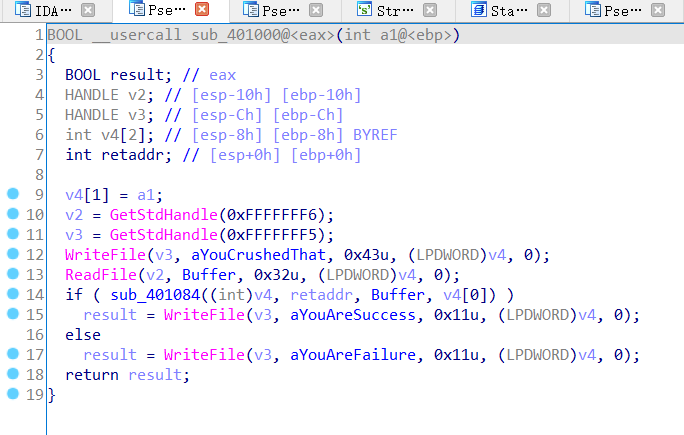 IDA··· Pse··· Pse··· Str··· Sta··· Pse···
1 BOOL __usercall sub_401000@<eax>(int a1@<ebp>)
2 {
3 BOOL result; // eax
4 HANDLE v2; // [esp-10h] [ebp-10h]
5 HANDLE v3; // [esp-Ch] [ebp-Ch]
6 int v4[2]; // [esp-8h] [ebp-8h] BYREF
7 int retaddr; // [esp+0h] [ebp+0h]
8
9 v4[1] = a1;
10 v2 = GetStdHandle(0xFFFFFFF6);
11 v3 = GetStdHandle(0xFFFFFFF5);
12 WriteFile(v3, aYouCrushedThat, 0x43u, (LPDWORD)v4, 0);
13 ReadFile(v2, Buffer, 0x32u, (LPDWORD)v4, 0);
14 if ( sub_401084((int)v4, retaddr, Buffer, v4[0]) )
15 result = WriteFile(v3, aYouAreSuccess, 0x11u, (LPDWORD)v4, 0);
16 else
17 result = WriteFile(v3, aYouAreFailure, 0x11u, (LPDWORD)v4, 0);
18 return result;
19 }